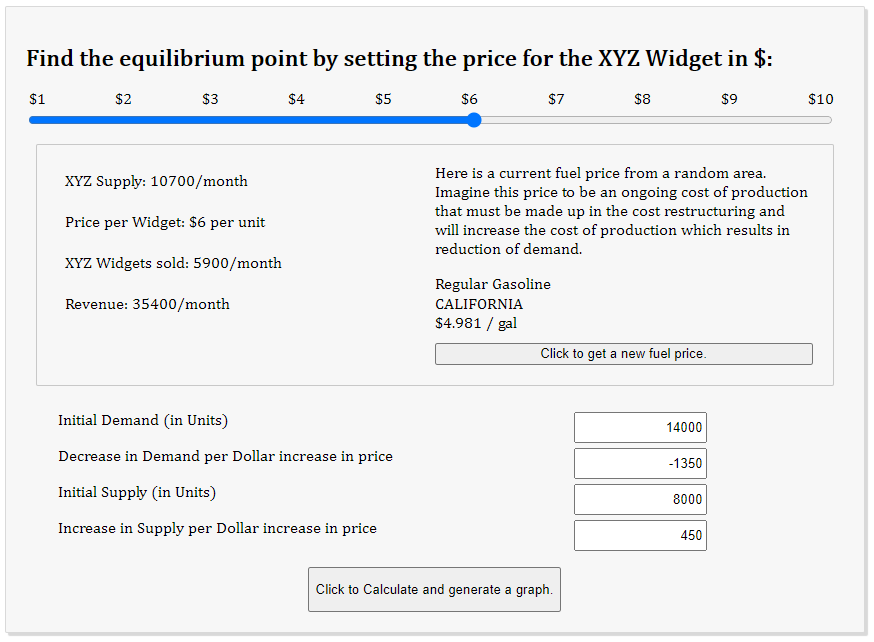 Find the equilibrium point by setting the price for the XYZ Widget in $:
$1 $2 $3 $4 $5 $6 $7 $8 $9 $10
XYZ Supply: 10700/month
Price per Widget: $6 per unit
XYZ Widgets sold: 5900/month
Revenue: 35400/month
Here is a current fuel price from a random area.
Imagine this price to be an ongoing cost of production
that must be made up in the cost restructuring and
will increase the cost of production which results in
reduction of demand.
Regular Gasoline
CALIFORNIA
$4.981 / gal
Click to get a new fuel price.
Initial Demand (in Units) 14000
Decrease in Demand per Dollar increase in price -1350
Initial Supply (in Units) 8000
Increase in Supply per Dollar increase in price 450
Click to Calculate and generate a graph.